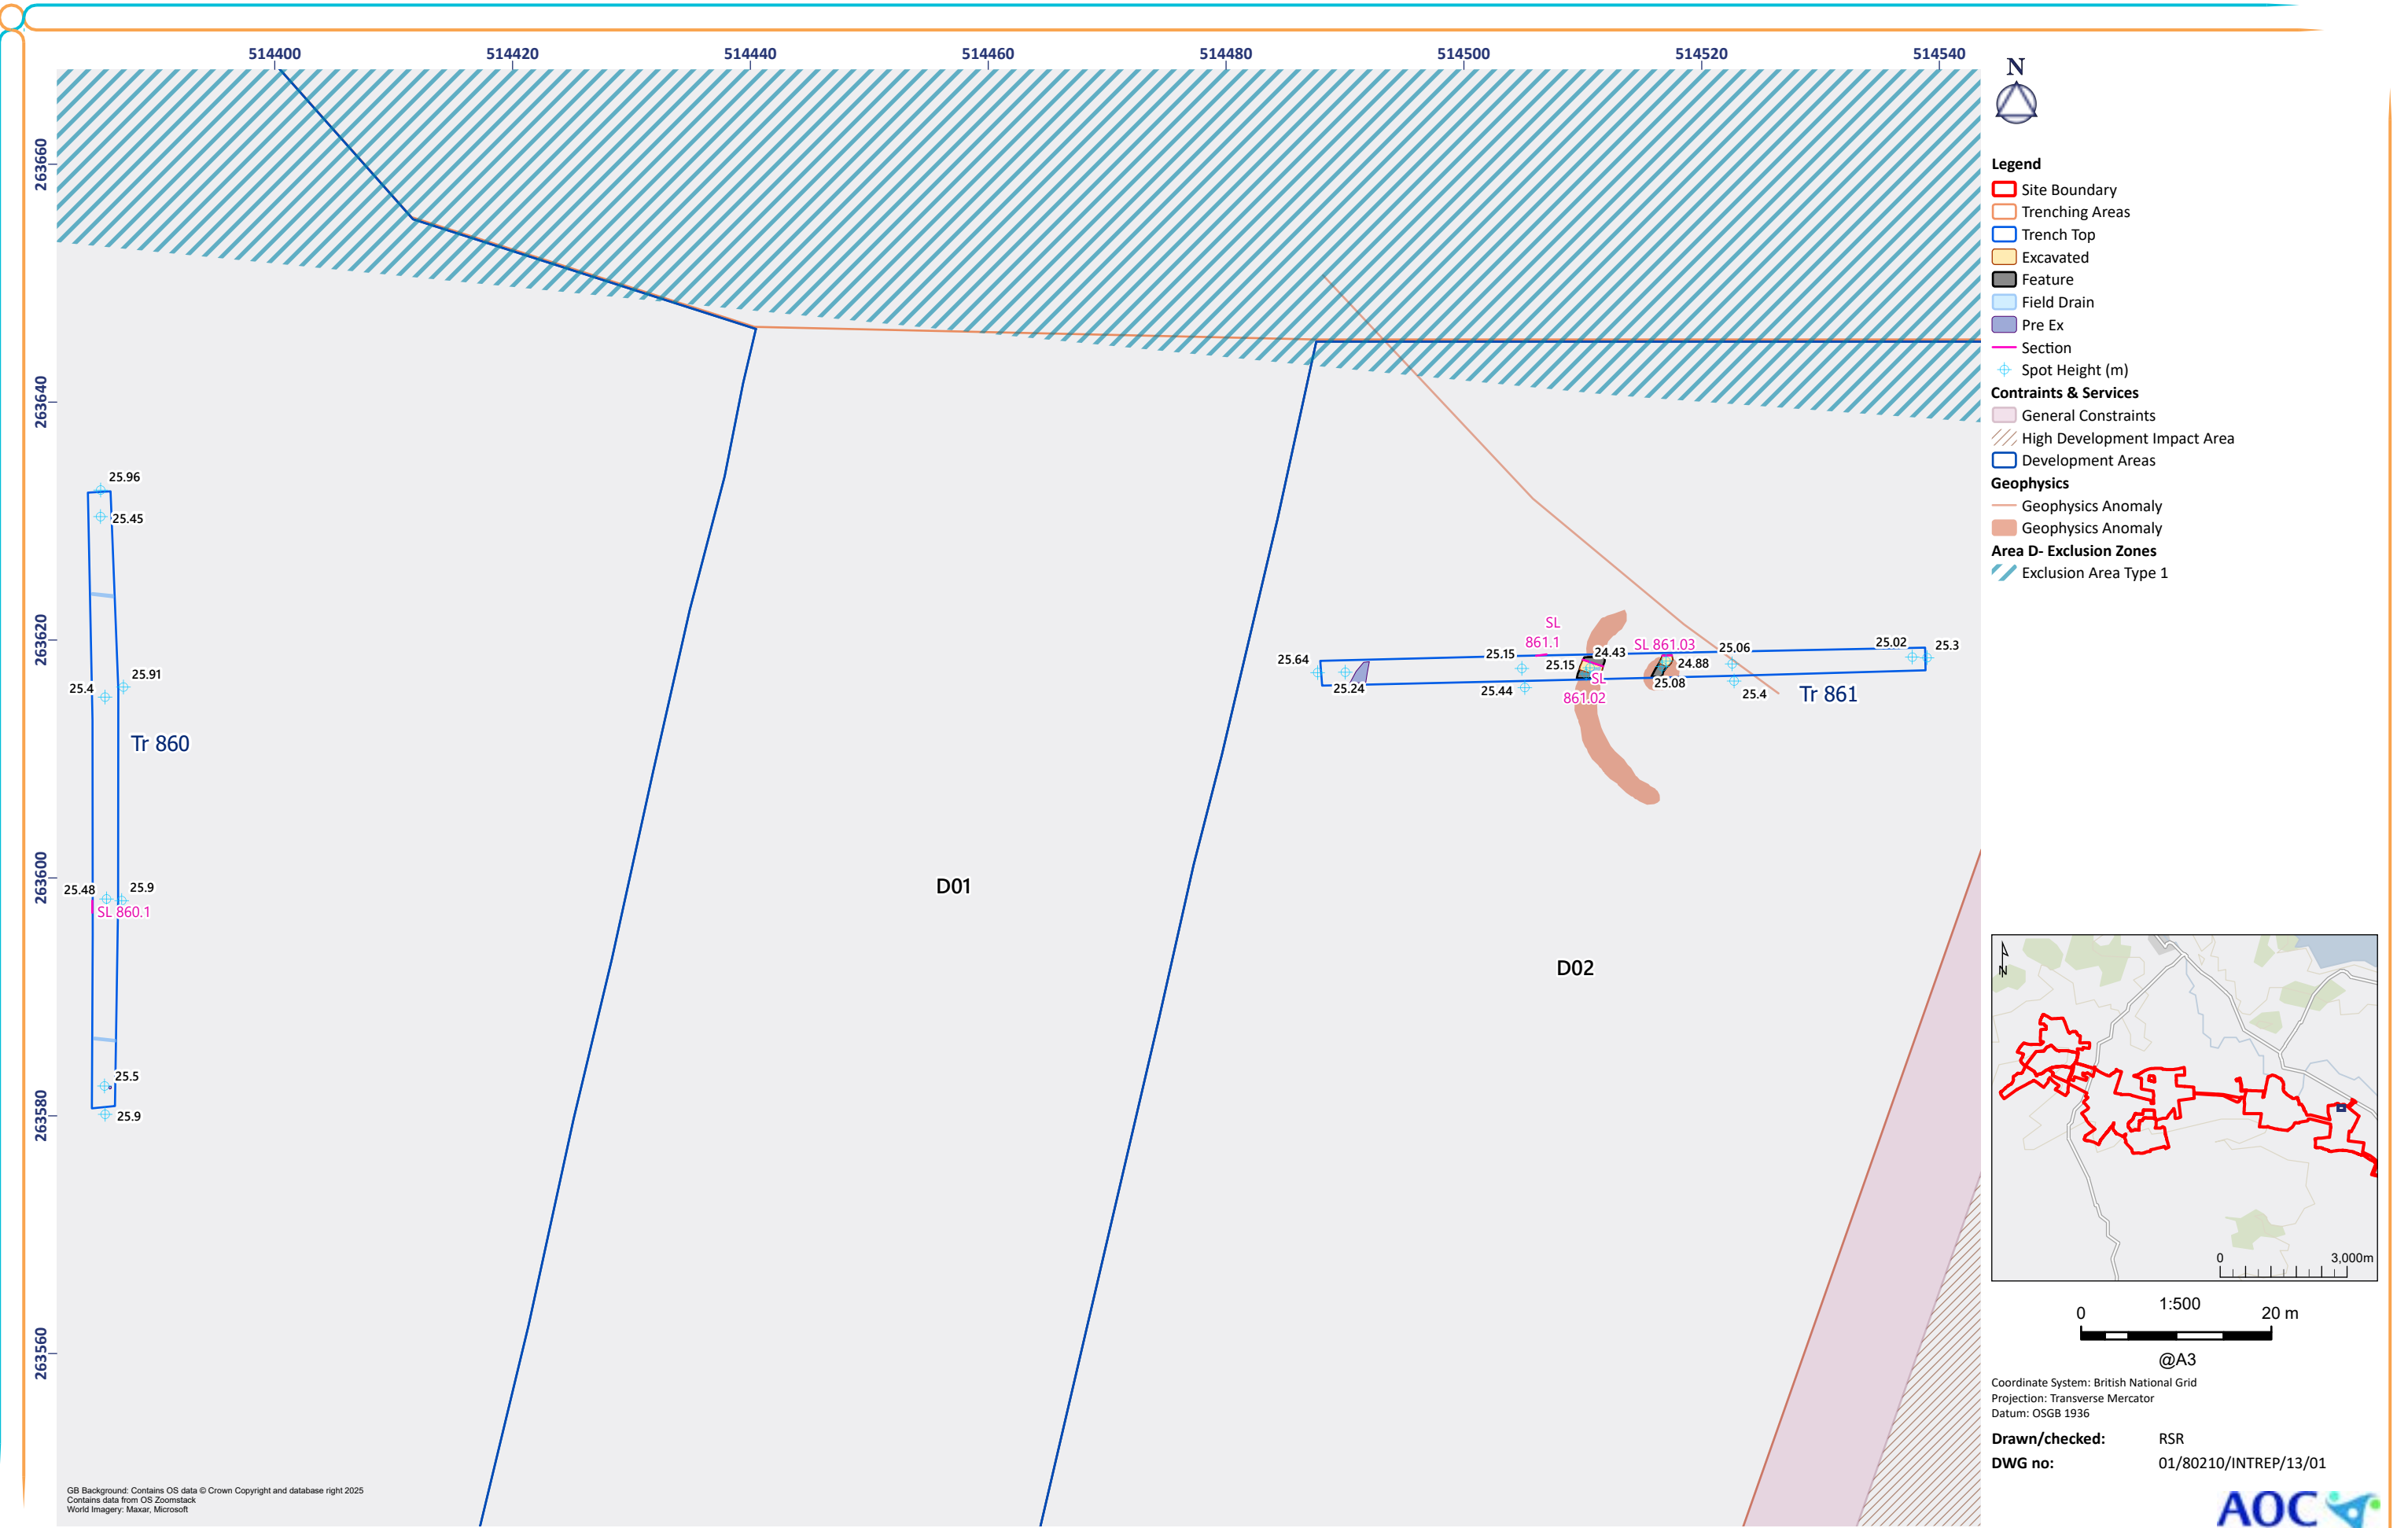 514400 514420 514440 514460 514480 514500 514520 514540
263660
263640
263620
263600
263580
263560
25.96
25.45
25.91
25.4
Tr 860
25.48
25.9
SL 860.1
25.5
25.9
D01
D02
SL
861.1
SL 861.03
25.64
25.24
25.15
25.15
24.43
25.44
SL
861.02
24.88
25.08
25.06
25.4
25.02
25.3
Tr 861
N
Legend
Site Boundary
Trenching Areas
Trench Top
Excavated
Feature
Field Drain
Pre Ex
Section
Spot Height (m)
Contraints & Services
General Constraints
High Development Impact Area
Development Areas
Geophysics
Geophysics Anomaly
Geophysics Anomaly
Area D- Exclusion Zones
Exclusion Area Type 1
N
0 3,000m
1:500
0 20 m
@A3
Coordinate System: British National Grid
Projection: Transverse Mercator
Datum: OSGB 1936
Drawn/checked: RSR
DWG no: 01/80210/INTREP/13/01
AOC
GB Background: Contains OS data © Crown Copyright and database right 2025
Contains data from OS Zoomstack
World Imagery: Maxar, Microsoft